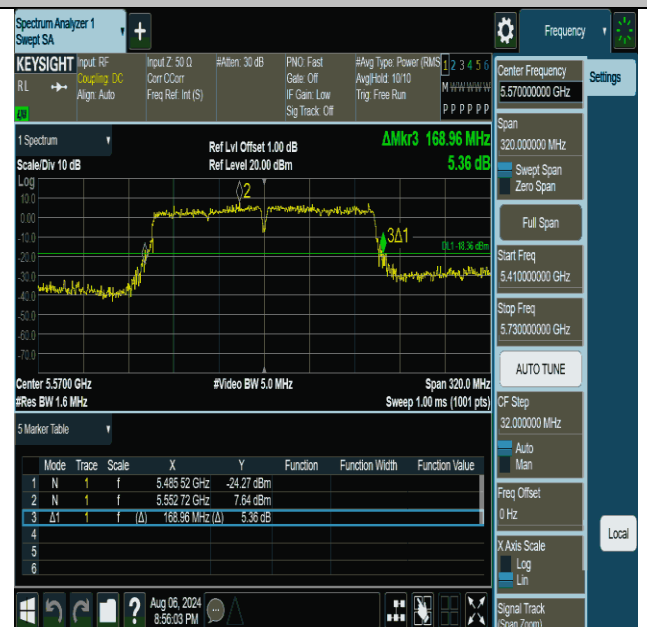 Spectrum Analyzer 1
Swept SA
+
Frequency
KEYSIGHT
RL
Input: RF
Coupling: DC
Align: Auto
Input Z: 50 Ω
Corr CCorr
Freq Ref: Int (S)
#Atten: 30 dB
PNO: Fast
Gate: Off
IF Gain: Low
Sig Track: Off
#Avg Type: Power (RMS
Avg|Hold: 10/10
Trig: Free Run
1 2 3 4 5 6
M W W W W W
P P P P P P
Center Frequency
5.570000000 GHz
Settings
Span
320.000000 MHz
Swept Span
Zero Span
Full Span
Start Freq
5.410000000 GHz
Stop Freq
5.730000000 GHz
AUTO TUNE
CF Step
32.000000 MHz
Auto
Man
Freq Offset
0 Hz
X Axis Scale
Log
Lin
Signal Track
(Span Zoom)
Local
1 Spectrum
Scale/Div 10 dB
Ref Lvl Offset 1.00 dB
Ref Level 20.00 dBm
ΔMkr3 168.96 MHz
5.36 dB
Log
10.0
0.00
-10.0
-20.0
-30.0
-40.0
-50.0
-60.0
-70.0
2
3Δ1
DL1 -18.36 dBm
Center 5.5700 GHz
#Res BW 1.6 MHz
#Video BW 5.0 MHz
Span 320.0 MHz
Sweep 1.00 ms (1001 pts)
5 Marker Table
Mode Trace Scale X Y Function Function Width Function Value
1 N 1 f 5.485 52 GHz -24.27 dBm
2 N 1 f 5.552 72 GHz 7.64 dBm
3 Δ1 1 f (Δ) 168.96 MHz (Δ) 5.36 dB
4
5
6
?
Aug 06, 2024
8:56:03 PM